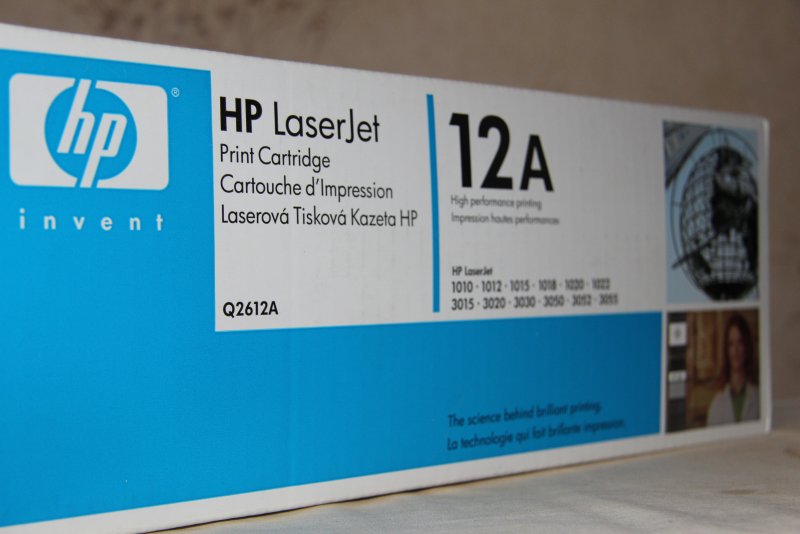 hp
®
invent
HP LaserJet
Print Cartridge
Cartouche d'Impression
Laserová Tisková Kazeta HP
Q2612A
12A
High performance printing
Impression hautes performances
HP LaserJet
1010 · 1012 · 1015 · 1018 · 1020 · 1022
3015 · 3020 · 3030 · 3050 · 3052 · 3055
The science behind brilliant printing.
La technologie qui fait brillante impression.